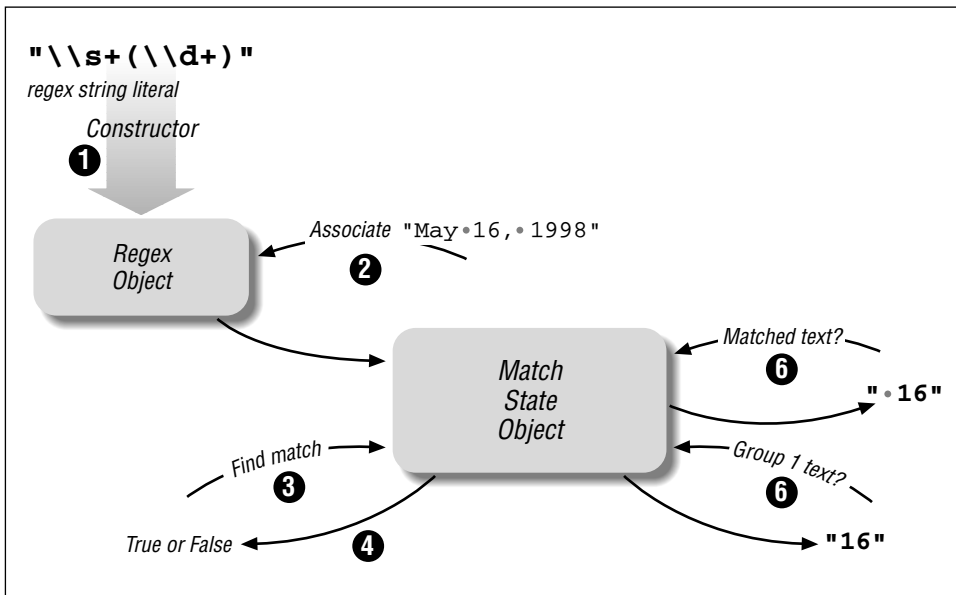 "\\s+(\\d+)"
regex string literal
Constructor
1
Regex
Object
Associate "May•16,•1998"
2
Match
State
Object
Matched text?
6
"•16"
Find match
3
Group 1 text?
6
True or False
4
"16"